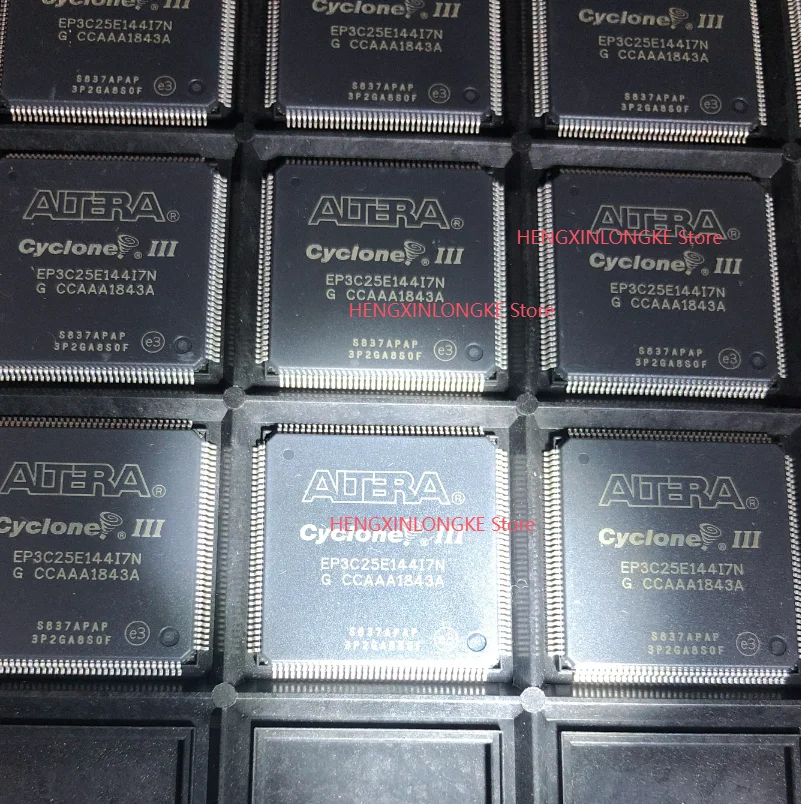 Cyclone III
EP3C25E144I7N
G CCAAA1843A
S837APAP
3P2GA8S0F e3
Cyclone III
EP3C25E144I7N
G CCAAA1843A
S837APAP
3P2GA8S0F e3
Cyclone III
EP3C25E144I7N
G CCAAA1843A
S837APAP
3P2GA8S0F e3
ALTERA®
Cyclone® III
EP3C25E144I7N
G CCAAA1843A
S837APAP
3P2GA8S0F e3
ALTERA®
Cyclone® III
EP3C25E144I7N
G CCAAA1843A
HENGXINLONGKE Store
S837APAP
3P2GA8S0F e3
ALTERA®
HENGXINLONGKE Store
Cyclone® III
EP3C25E144I7N
G CCAAA1843A
S837APAP
3P2GA8S0F e3
ALTERA®
Cyclone® III
EP3C25E144I7N
G CCAAA1843A
S837APAP
3P2GA8S0F e3
ALTERA®
HENGXINLONGKE Store
Cyclone® III
EP3C25E144I7N
G CCAAA1843A
S837APAP
3P2GA8S0F e3
ALTERA®
Cyclone® III
EP3C25E144I7N
G CCAAA1843A
S837APAP
3P2GA8S0F e3